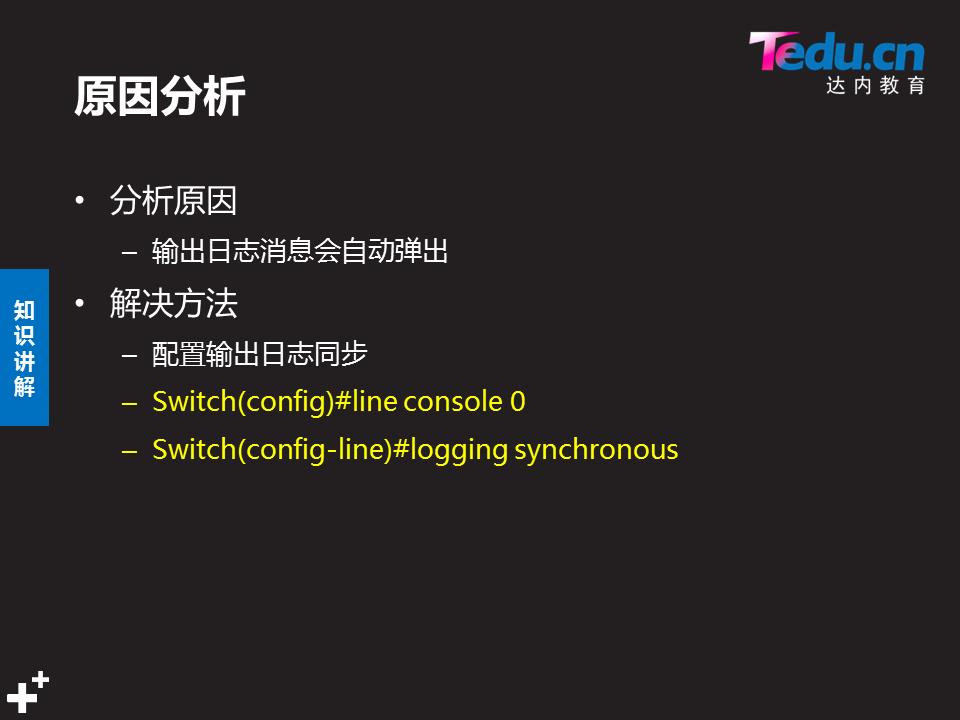 Tedu.cn
达内教育
原因分析
• 分析原因
– 输出日志消息会自动弹出
• 解决方法
– 配置输出日志同步
– Switch(config)#line console 0
– Switch(config-line)#logging synchronous
知识讲解